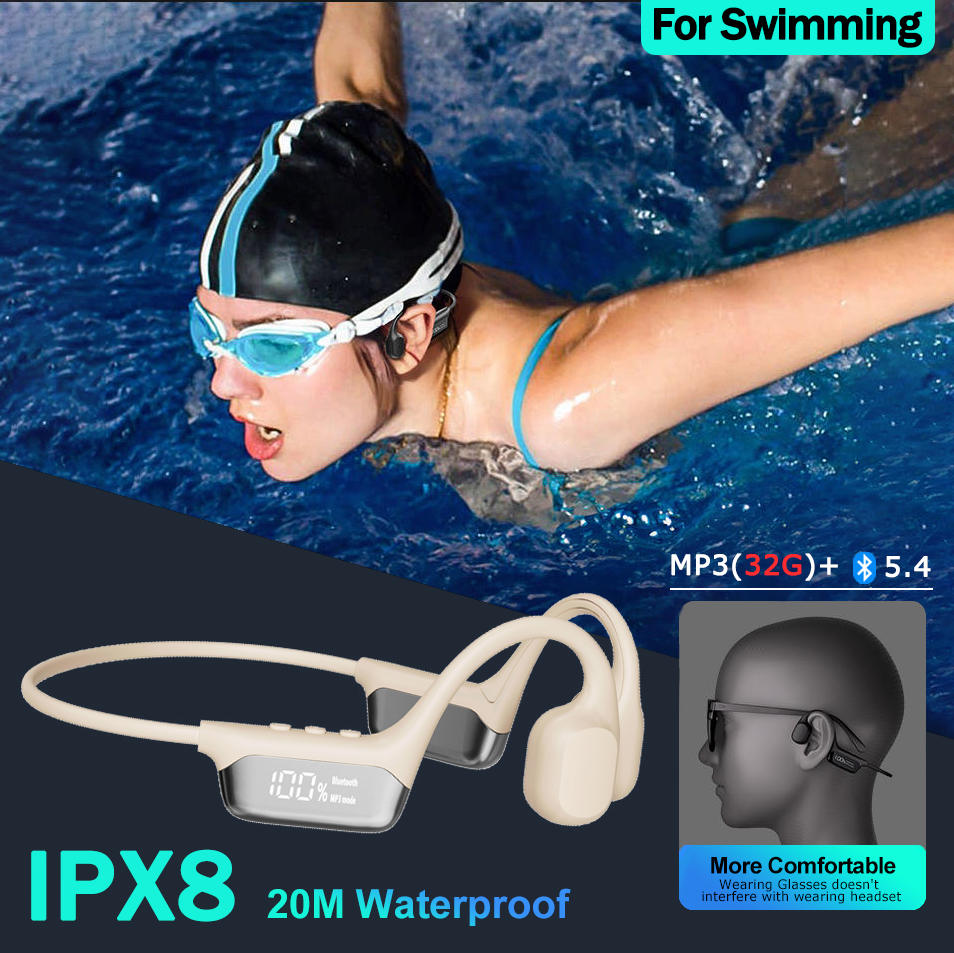 For Swimming
MP3(32G)+ 5.4
100% Bluetooth
MP3 mode
IPX8
20M Waterproof
More Comfortable
Wearing Glasses doesn't
interfere with wearing headset